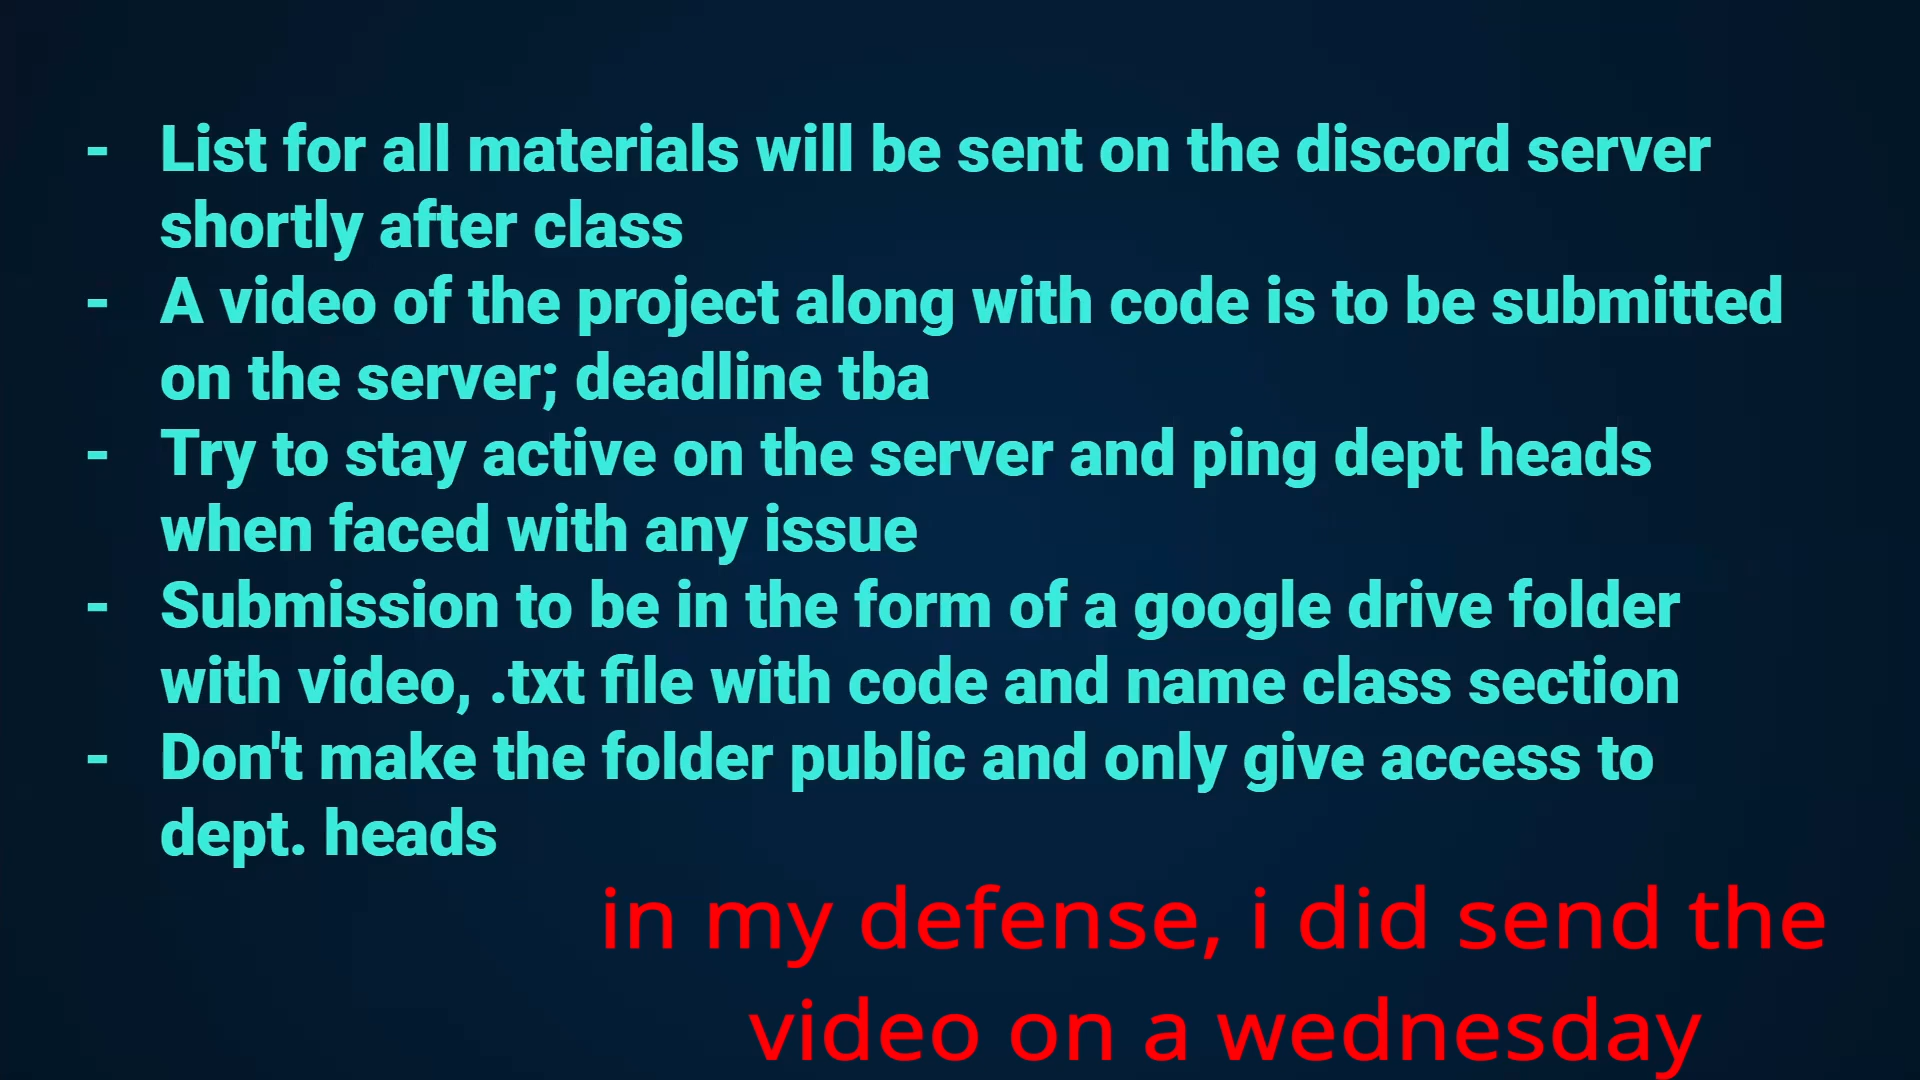 - List for all materials will be sent on the discord server
shortly after class
- A video of the project along with code is to be submitted
on the server; deadline tba
- Try to stay active on the server and ping dept heads
when faced with any issue
- Submission to be in the form of a google drive folder
with video, .txt file with code and name class section
- Don't make the folder public and only give access to
dept. heads
in my defense, i did send the
video on a wednesday